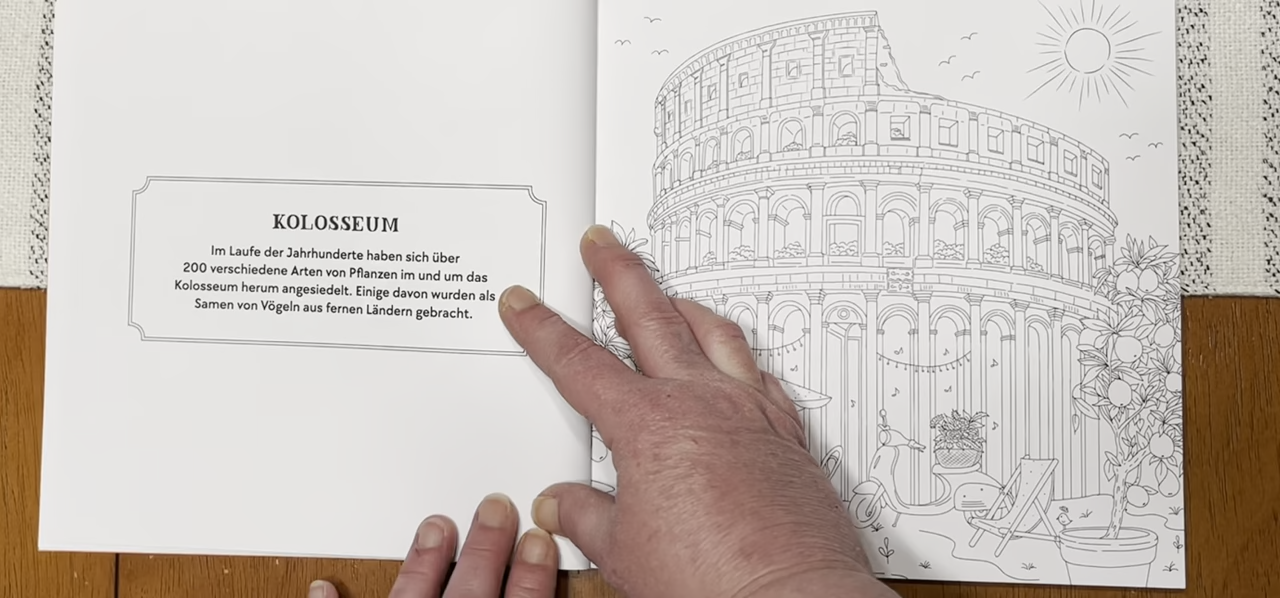 KOLOSSEUM
Im Laufe der Jahrhunderte haben sich über
200 verschiedene Arten von Pflanzen im und um das
Kolosseum herum angesiedelt. Einige davon wurden als
Samen von Vögeln aus fernen Ländern gebracht.